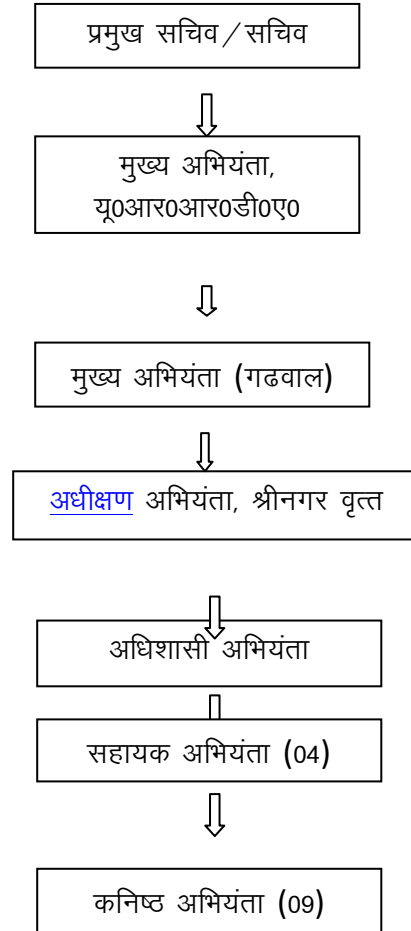 प्रमुख सचिव/सचिव
मुख्य अभियंता,
यू0आर0आर0डी0ए0
मुख्य अभियंता (गढवाल)
अधीक्षण अभियंता, श्रीनगर वृत्त
अधिशासी अभियंता
सहायक अभियंता (04)
कनिष्ठ अभियंता (09)